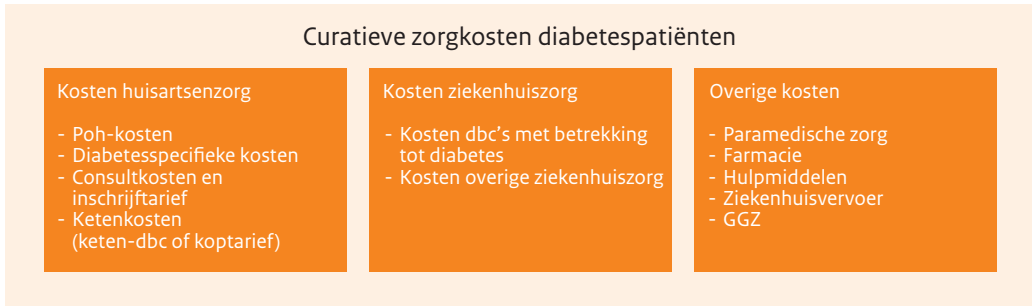 Curatieve zorgkosten diabetespatiënten
Kosten huisartsenzorg
- Poh-kosten
- Diabetesspecifieke kosten
- Consultkosten en
inschrijftarief
- Ketenkosten
(keten-dbc of koptarief)
Kosten ziekenhuiszorg
- Kosten dbc's met betrekking
tot diabetes
- Kosten overige ziekenhuiszorg
Overige kosten
- Paramedische zorg
- Farmacie
- Hulpmiddelen
- Ziekenhuisvervoer
- GGZ